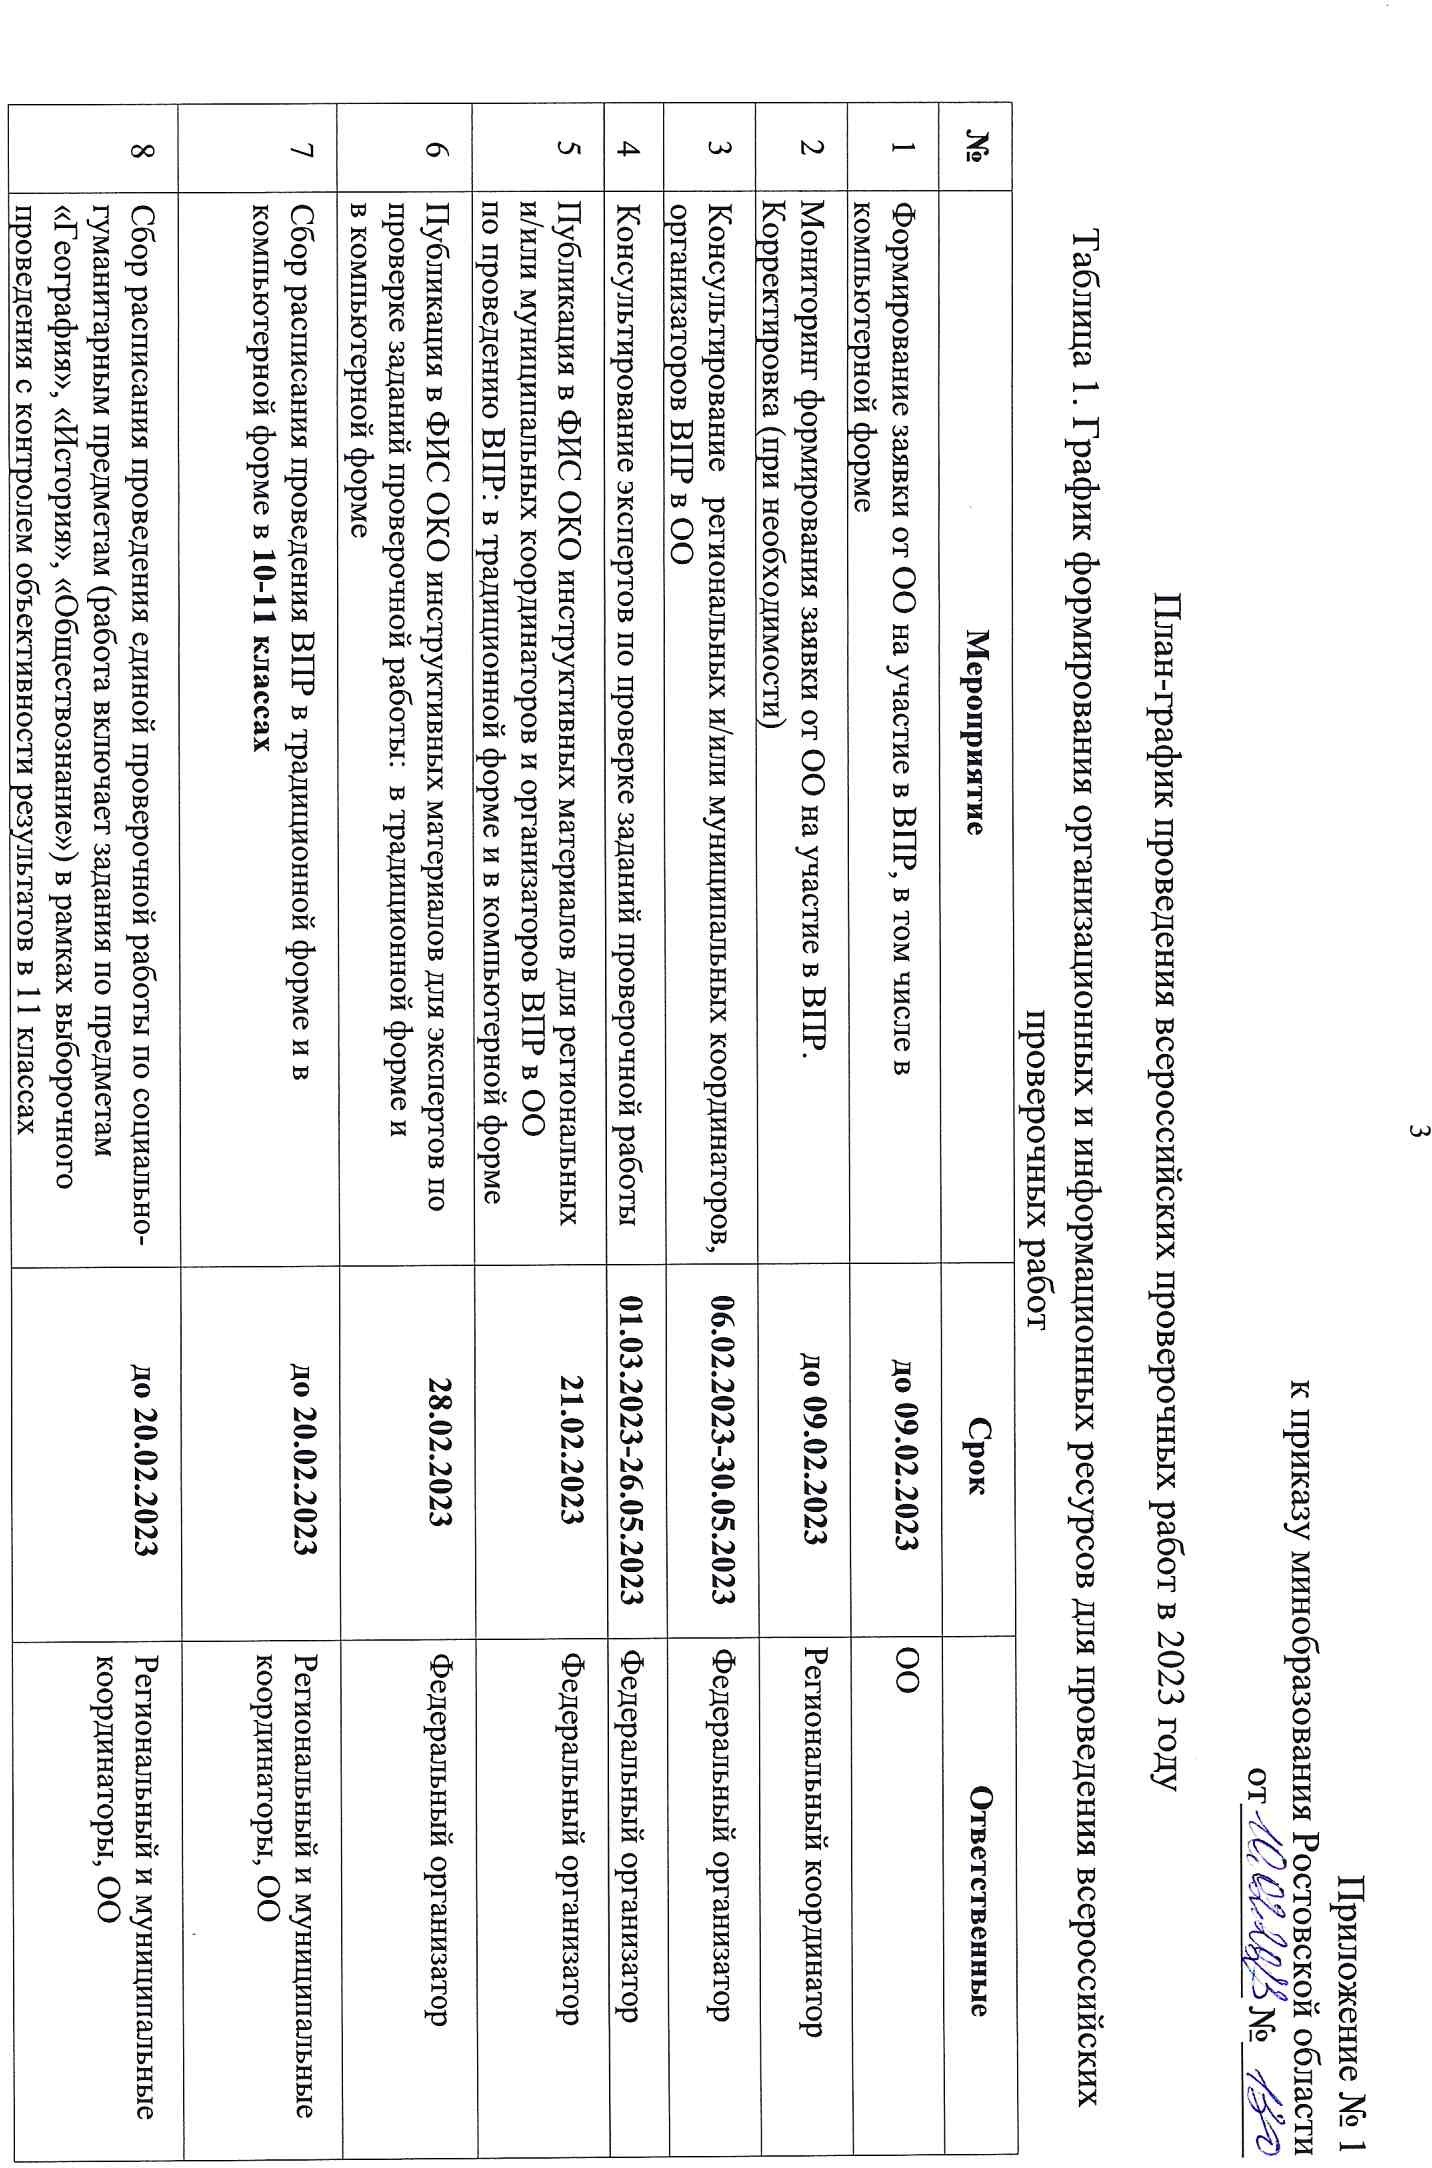 3
Приложение № 1
к приказу минобразования Ростовской области
от 10.02.2023 № 130
План-график проведения всероссийских проверочных работ в 2023 году
Таблица 1. График формирования организационных и информационных ресурсов для проведения всероссийских
проверочных работ
№ Мероприятие Срок Ответственные
1 Формирование заявки от ОО на участие в ВПР, в том числе в до 09.02.2023 ОО
компьютерной форме
2 Мониторинг формирования заявки от ОО на участие в ВПР. до 09.02.2023 Региональный координатор
Корректировка (при необходимости)
3 Консультирование региональных и/или муниципальных координаторов, 06.02.2023-30.05.2023 Федеральный организатор
организаторов ВПР в ОО
4 Консультирование экспертов по проверке заданий проверочной работы 01.03.2023-26.05.2023 Федеральный организатор
5 Публикация в ФИС ОКО инструктивных материалов для региональных 21.02.2023 Федеральный организатор
и/или муниципальных координаторов и организаторов ВПР в ОО
по проведению ВПР: в традиционной форме и в компьютерной форме
6 Публикация в ФИС ОКО инструктивных материалов для экспертов по 28.02.2023 Федеральный организатор
проверке заданий проверочной работы: в традиционной форме и
в компьютерной форме
7 Сбор расписания проведения ВПР в традиционной форме и в до 20.02.2023 Региональный и муниципальные
компьютерной форме в 10-11 классах координаторы, ОО
8 Сбор расписания проведения единой проверочной работы по социально- до 20.02.2023 Региональный и муниципальные
гуманитарным предметам (работа включает задания по предметам координаторы, ОО
«География», «История», «Обществознание») в рамках выборочного
проведения с контролем объективности результатов в 11 классах